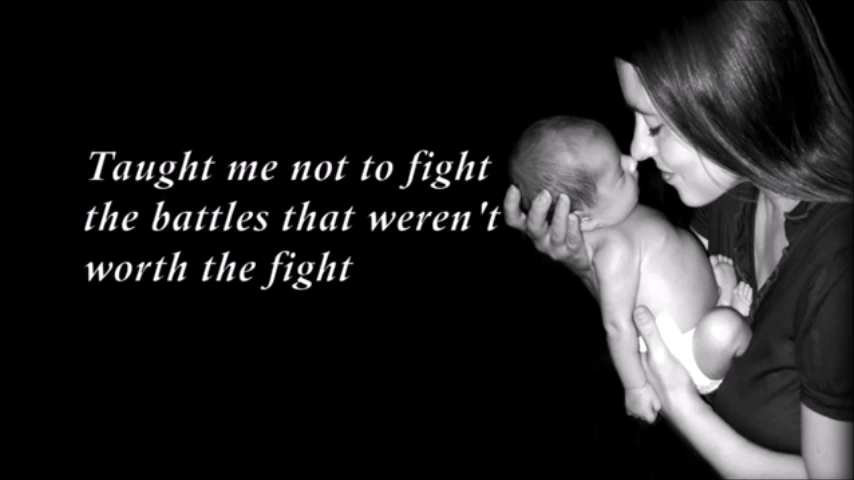 Taught me not to fight
the battles that weren't
worth the fight